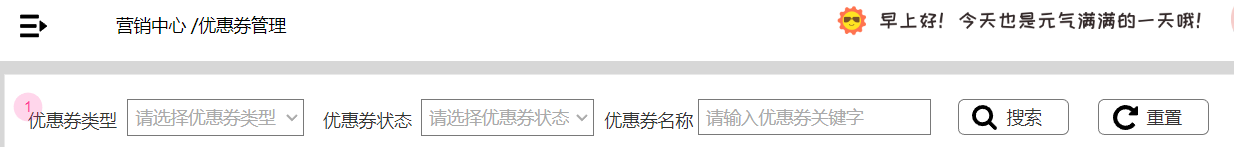 营销中心 /优惠券管理
早上好！今天也是元气满满的一天哦！
1
优惠券类型 请选择优惠券类型 优惠券状态 请选择优惠券状态 优惠券名称 请输入优惠券关键字 搜索 重置